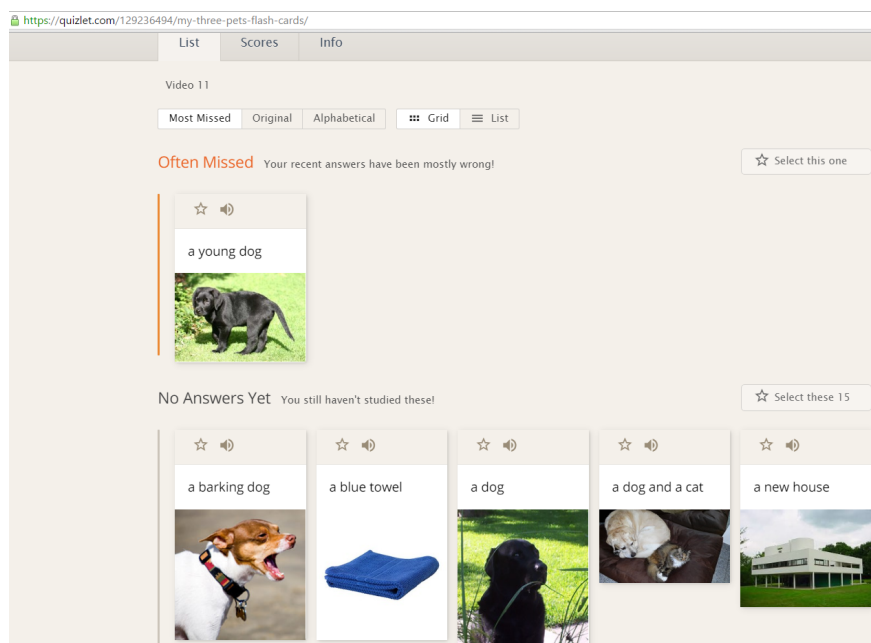 https://quizlet.com/129236494/my-three-pets-flash-cards/
List Scores Info
Video 11
Most Missed Original Alphabetical Grid List
Often Missed Your recent answers have been mostly wrong! Select this one
a young dog
No Answers Yet You still haven't studied these! Select these 15
a barking dog a blue towel a dog a dog and a cat a new house